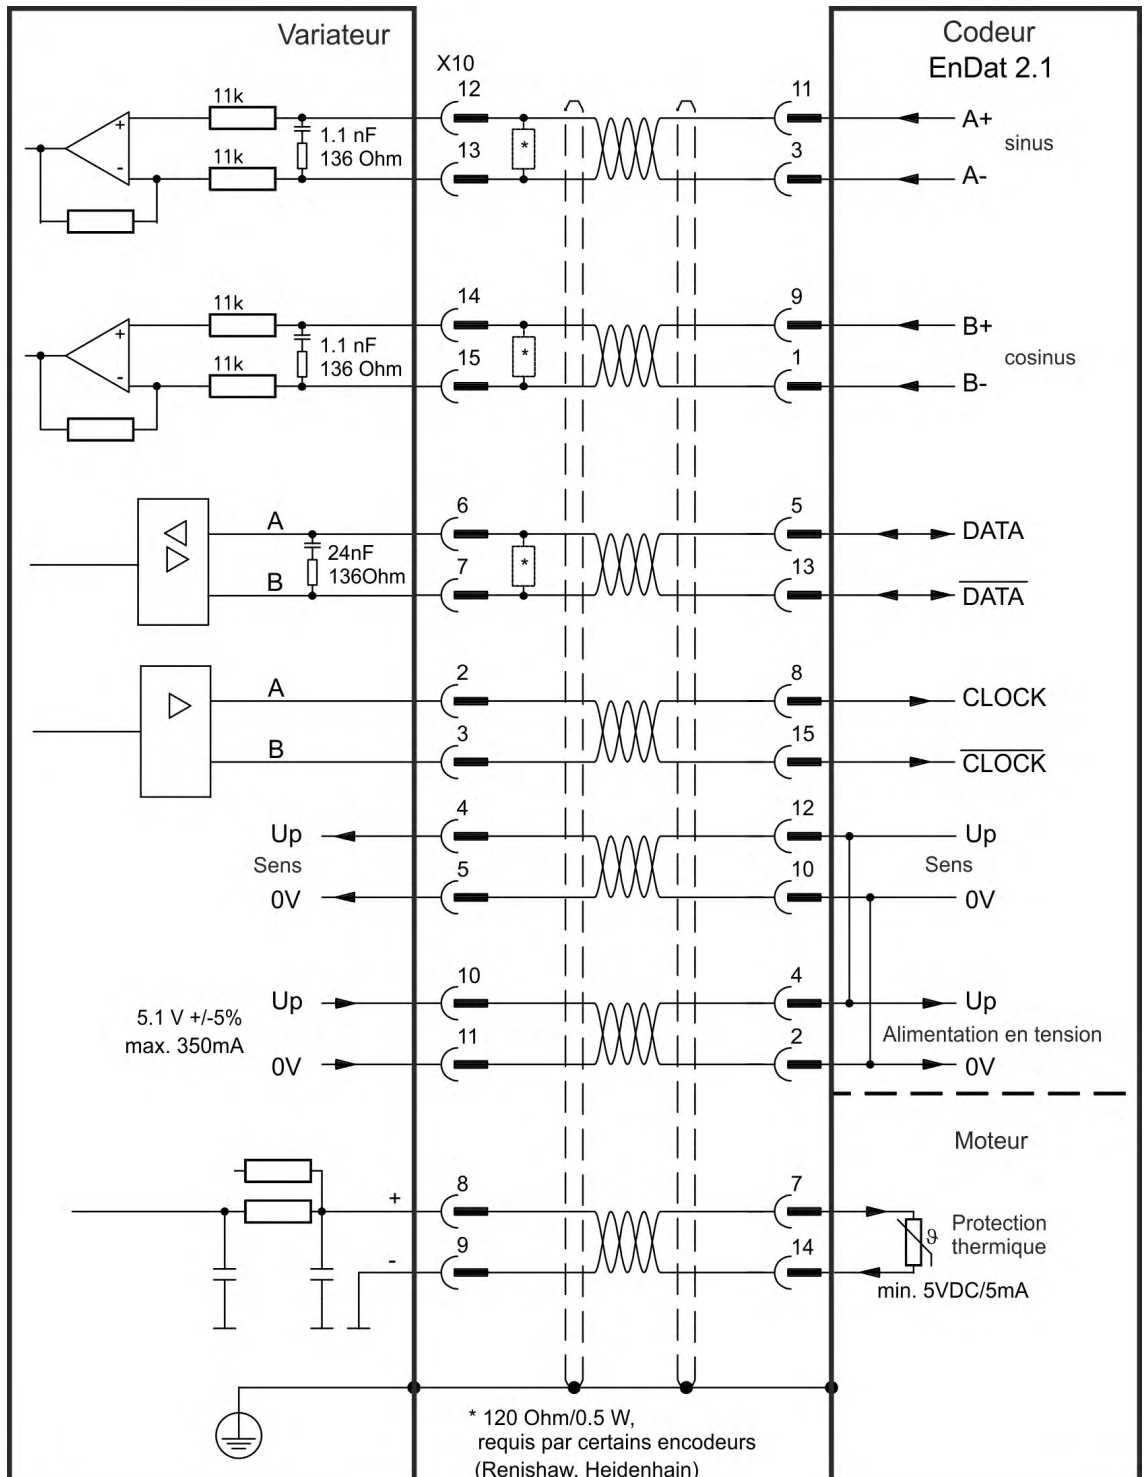 Variateur
Codeur
EnDat 2.1
X10
12
11
11k
+
1.1 nF
136 Ohm
*
A+
sinus
11k
-
13
3
A-
14
9
11k
+
1.1 nF
136 Ohm
*
B+
cosinus
11k
-
15
1
B-
6
5
A
24nF
136Ohm
*
DATA
B
7
13
DATA
2
8
A
CLOCK
B
3
15
CLOCK
4
12
Up
Up
Sens
Sens
5
10
0V
0V
10
4
Up
Up
5.1 V +/-5%
max. 350mA
Alimentation en tension
11
2
0V
0V
Moteur
8
7
+
Protection
thermique
ϑ
9
14
-
min. 5VDC/5mA
* 120 Ohm/0.5 W,
requis par certains encodeurs
(Renishaw, Heidenhain)